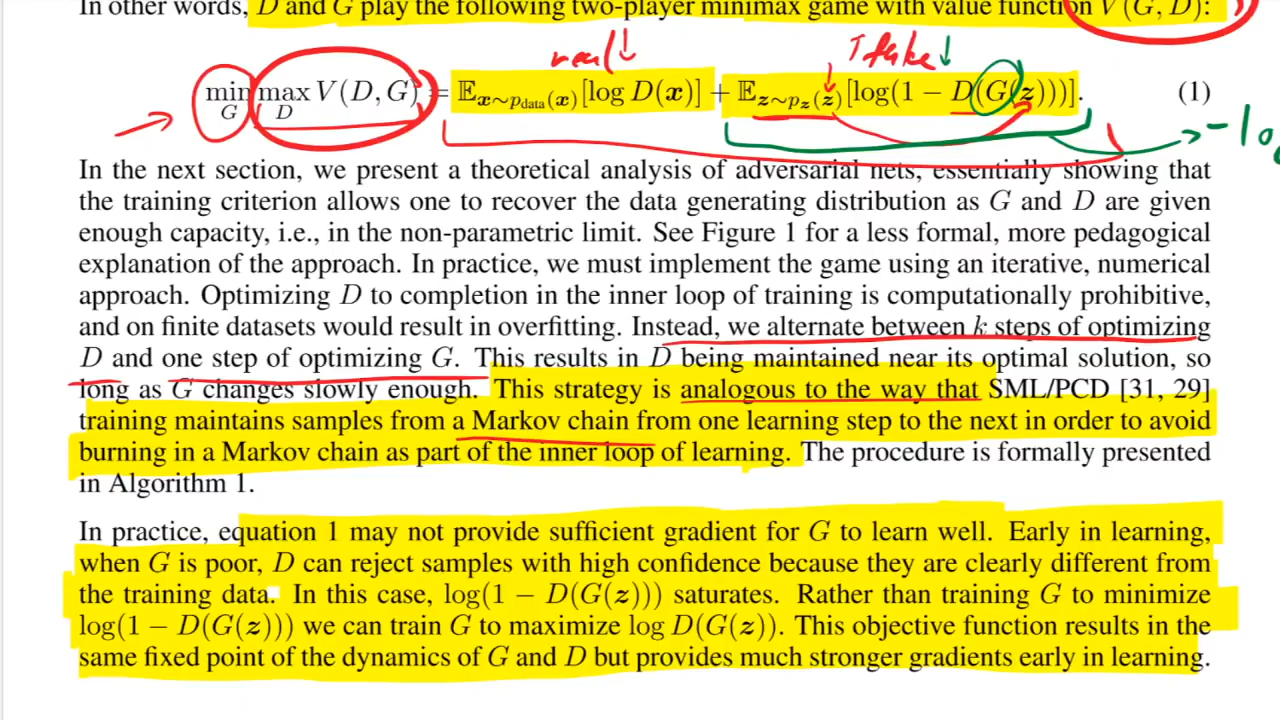 In other words, D and G play the following two-player minimax game with value function V(G, D):
real ↓ ↑ fake ↓
min_G max_D V(D, G) = 𝔼_{x∼p_data(x)}[log D(x)] + 𝔼_{z∼p_z(z)}[log(1 − D(G(z)))]. (1)
-lo
In the next section, we present a theoretical analysis of adversarial nets, essentially showing that
the training criterion allows one to recover the data generating distribution as G and D are given
enough capacity, i.e., in the non-parametric limit. See Figure 1 for a less formal, more pedagogical
explanation of the approach. In practice, we must implement the game using an iterative, numerical
approach. Optimizing D to completion in the inner loop of training is computationally prohibitive,
and on finite datasets would result in overfitting. Instead, we alternate between k steps of optimizing
D and one step of optimizing G. This results in D being maintained near its optimal solution, so
long as G changes slowly enough. This strategy is analogous to the way that SML/PCD [31, 29]
training maintains samples from a Markov chain from one learning step to the next in order to avoid
burning in a Markov chain as part of the inner loop of learning. The procedure is formally presented
in Algorithm 1.
In practice, equation 1 may not provide sufficient gradient for G to learn well. Early in learning,
when G is poor, D can reject samples with high confidence because they are clearly different from
the training data. In this case, log(1 − D(G(z))) saturates. Rather than training G to minimize
log(1 − D(G(z))) we can train G to maximize log D(G(z)). This objective function results in the
same fixed point of the dynamics of G and D but provides much stronger gradients early in learning.